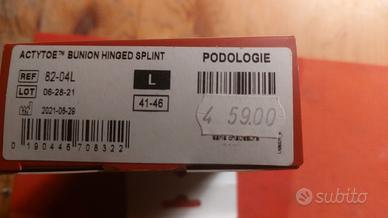 ACTYTOE™ BUNION HINGED SPLINT
PODOLOGIE
REF 82-04L
L
LOT 06-28-21
41-46
2021-06-29
59.00
0 190446 708322
subito